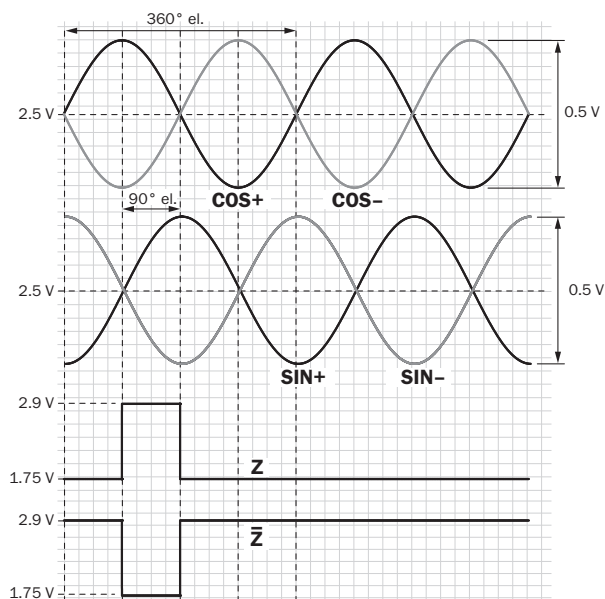 360° el.
2.5 V
0.5 V
COS+ COS–
90° el.
2.5 V
0.5 V
SIN+ SIN–
2.9 V
Z
1.75 V
2.9 V
Z̅
1.75 V